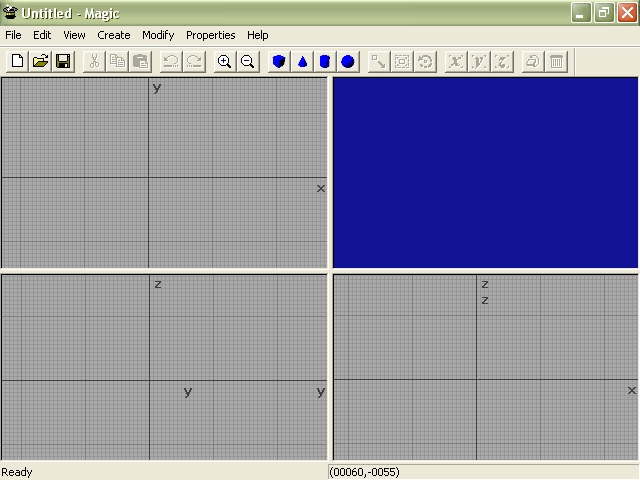 Untitled - Magic
File Edit View Create Modify Properties Help
x y z
y
x
z
y y
z
z
x
Ready (00060,-0055)